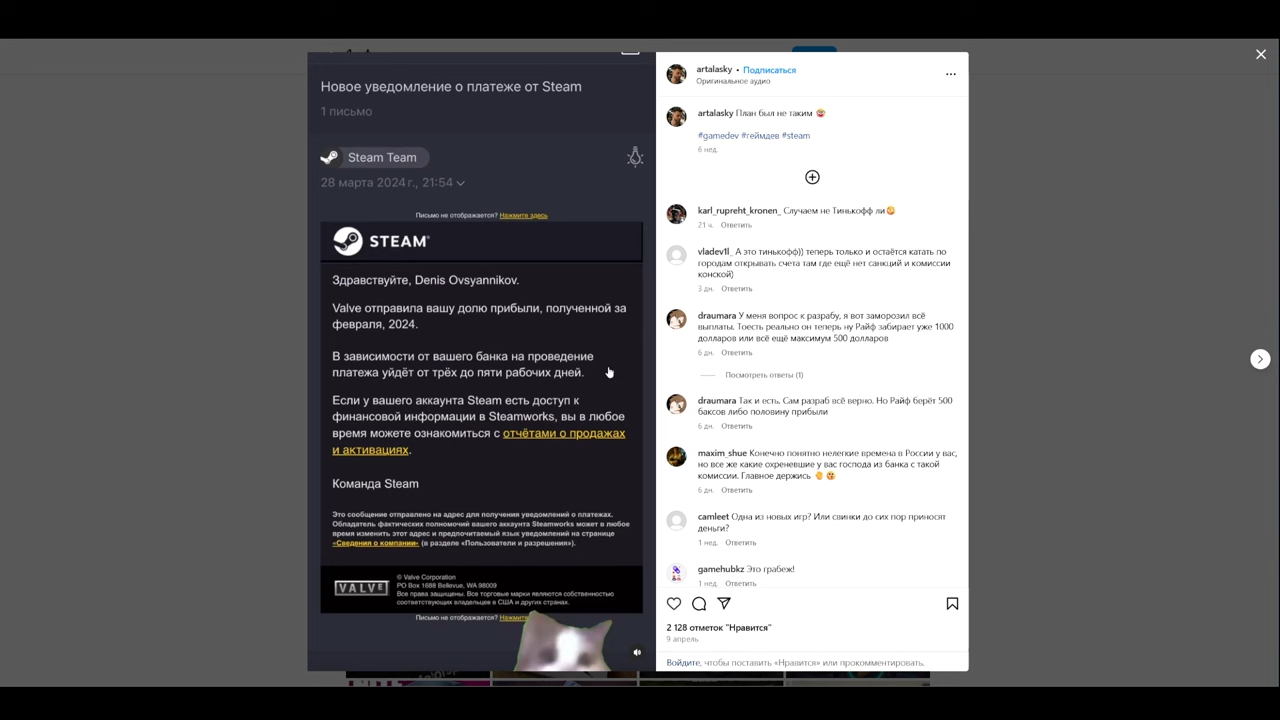 Новое уведомление о платеже от Steam
1 письмо
Steam Team
28 марта 2024 г., 21:54
Письмо не отображается? Нажмите здесь
STEAM
Здравствуйте, Denis Ovsyannikov.
Valve отправила вашу долю прибыли, полученной за
февраля, 2024.
В зависимости от вашего банка на проведение
платежа уйдёт от трёх до пяти рабочих дней.
Если у вашего аккаунта Steam есть доступ к
финансовой информации в Steamworks, вы в любое
время можете ознакомиться с отчётами о продажах
и активациях.
Команда Steam
Это сообщение отправлено на адрес для получения уведомлений о платежах.
Обладатель фактических полномочий вашего аккаунта Steamworks может в любое
время изменить этот адрес и предпочитаемый язык уведомлений на странице
«Сведения о компании» (в разделе «Пользователи и разрешения»).
VALVE
© Valve Corporation
PO Box 1688 Bellevue, WA 98009
Все права защищены. Все торговые марки являются собственностью
соответствующих владельцев в США и других странах.
Письмо не отображается? Нажмите
artalasky • Подписаться
Оригинальное аудио
artalasky План был не таким
#gamedev #геймдев #steam
6 нед.
karl_rupreht_kronen_ Случаем не Тинькофф ли
21 ч. Ответить
vladev1l_ А это тинькофф)) теперь только и остаётся катать по
городам открывать счета там где ещё нет санкций и комиссии
конской)
3 дн. Ответить
draumara У меня вопрос к разрабу, я вот заморозил всё
выплаты. Тоесть реально он теперь ну Райф забирает уже 1000
долларов или всё ещё максимум 500 долларов
6 дн. Ответить
Посмотреть ответы (1)
draumara Так и есть. Сам разраб всё верно. Но Райф берёт 500
баксов либо половину прибыли
6 дн. Ответить
maxim_shue Конечно понятно нелегкие времена в России у вас,
но все же какие охреневшие у вас господа из банка с такой
комиссии. Главное держись
6 дн. Ответить
camleet Одна из новых игр? Или свинки до сих пор приносят
деньги?
1 нед. Ответить
gamehubkz Это грабеж!
1 нед. Ответить
2 128 отметок "Нравится"
9 апрель
Войдите, чтобы поставить «Нравится» или прокомментировать.